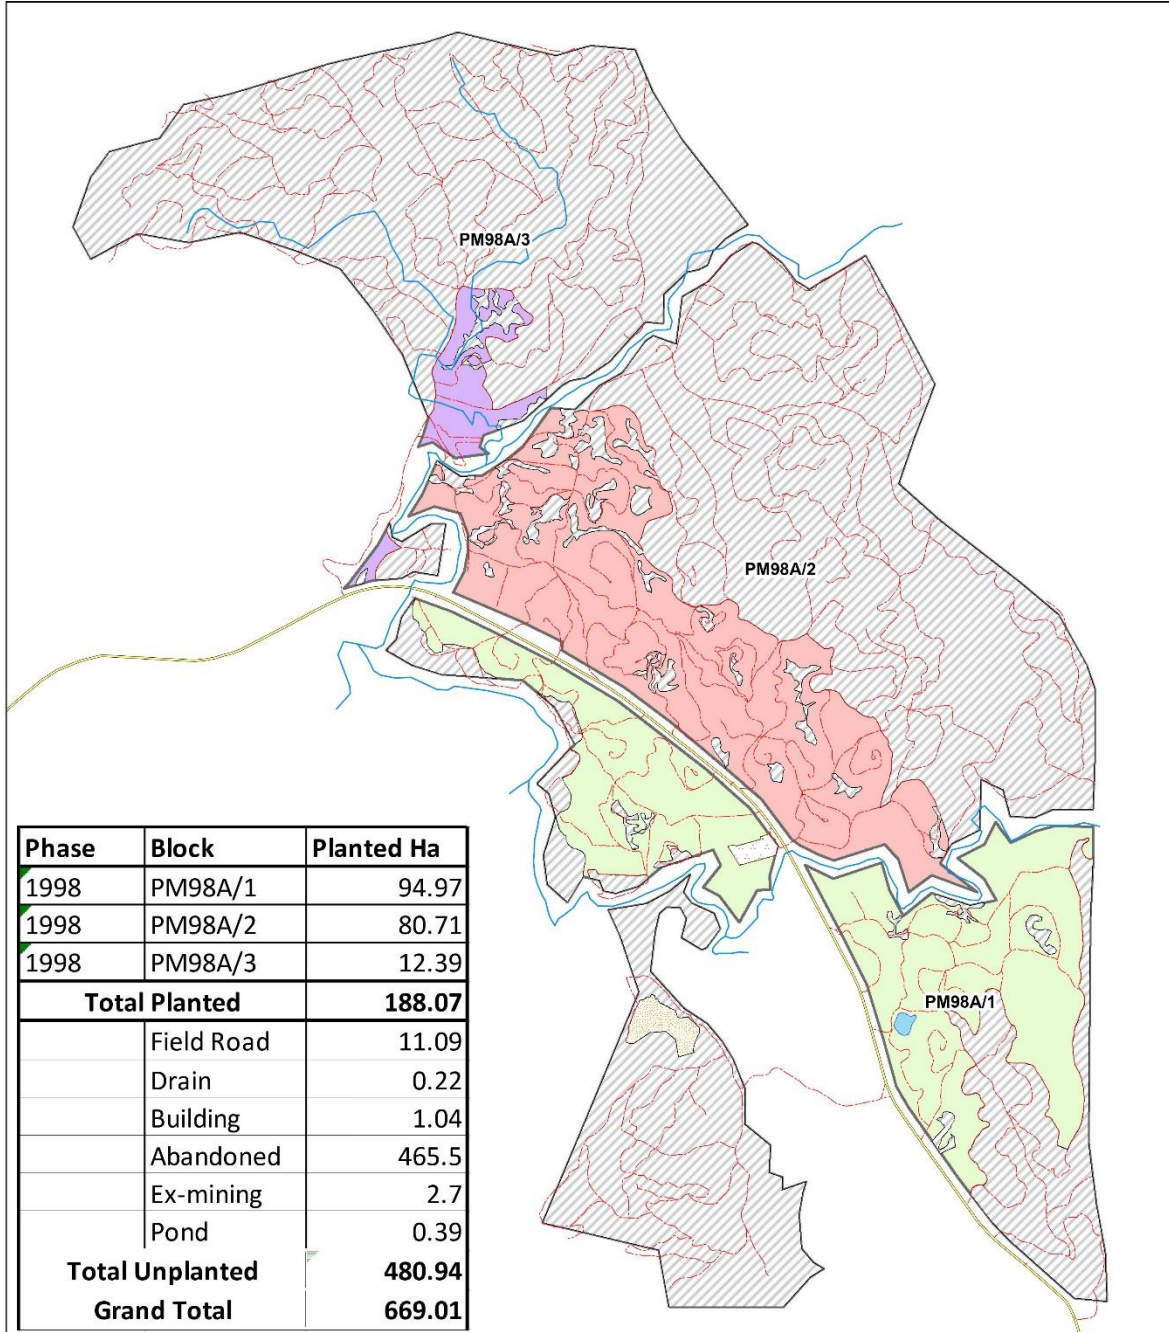 PM98A/3
PM98A/2
PM98A/1
Phase Block Planted Ha
1998 PM98A/1 94.97
1998 PM98A/2 80.71
1998 PM98A/3 12.39
Total Planted 188.07
Field Road 11.09
Drain 0.22
Building 1.04
Abandoned 465.5
Ex-mining 2.7
Pond 0.39
Total Unplanted 480.94
Grand Total 669.01